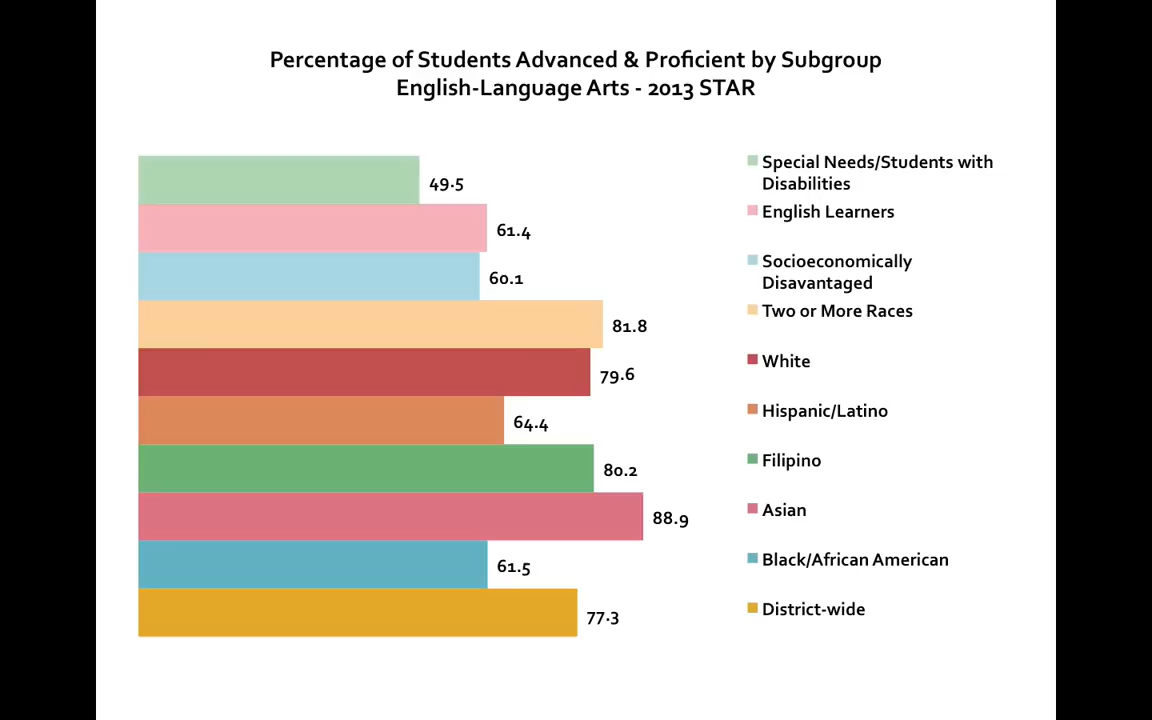 Percentage of Students Advanced & Proficient by Subgroup
English-Language Arts - 2013 STAR
49.5
61.4
60.1
81.8
79.6
64.4
80.2
88.9
61.5
77.3
Special Needs/Students with
Disabilities
English Learners
Socioeconomically
Disavantaged
Two or More Races
White
Hispanic/Latino
Filipino
Asian
Black/African American
District-wide